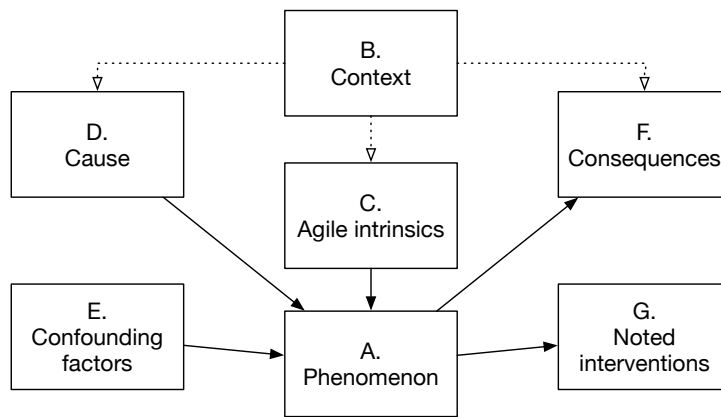 B.
Context
D.
Cause
F.
Consequences
C.
Agile intrinsics
E.
Confounding
factors
A.
Phenomenon
G.
Noted
interventions